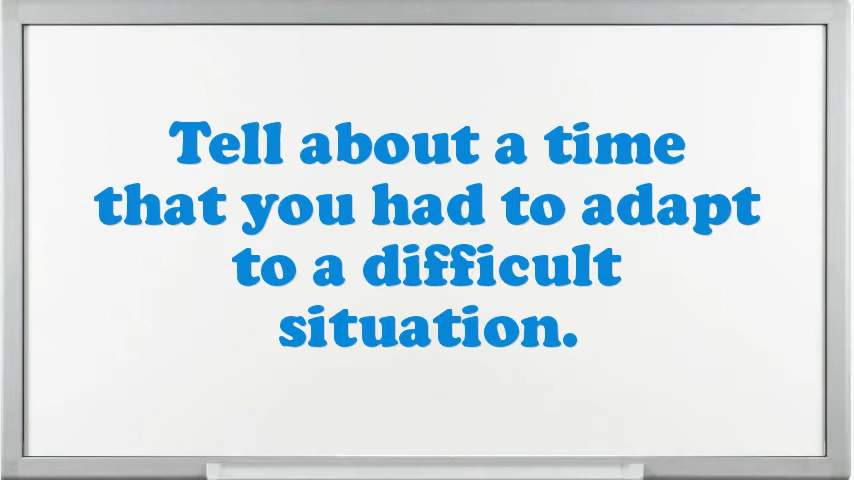 Tell about a time
that you had to adapt
to a difficult
situation.